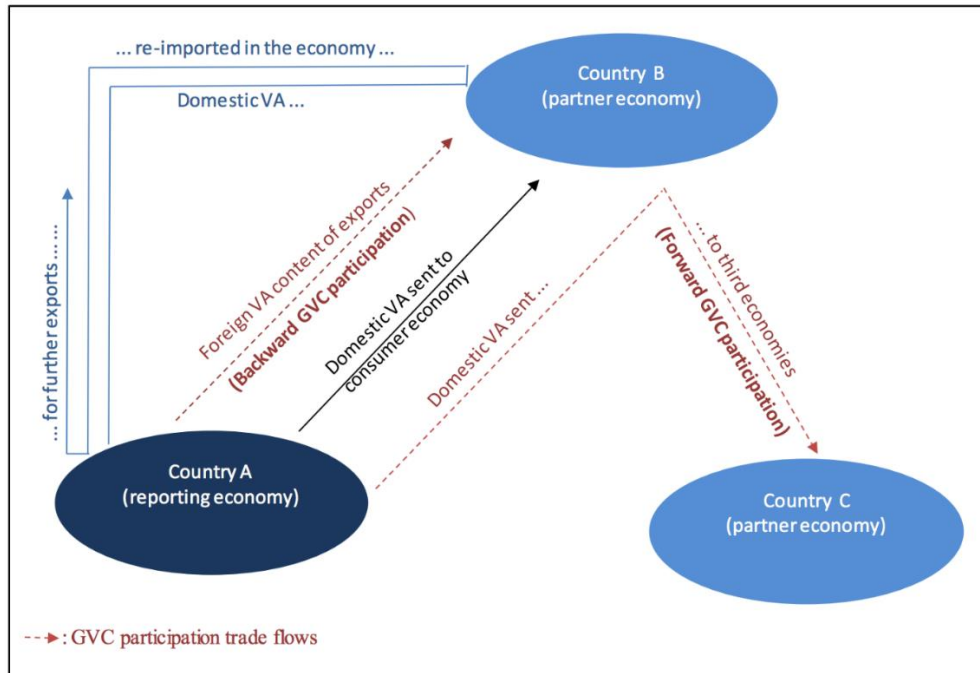 ... re-imported in the economy ...
Domestic VA ...
Country B
(partner economy)
... for further exports... ...
Foreign VA content of exports
(Backward GVC participation)
Domestic VA sent to
consumer economy
Domestic VA sent ...
... to third economies
(Forward GVC participation)
Country A
(reporting economy)
Country C
(partner economy)
: GVC participation trade flows